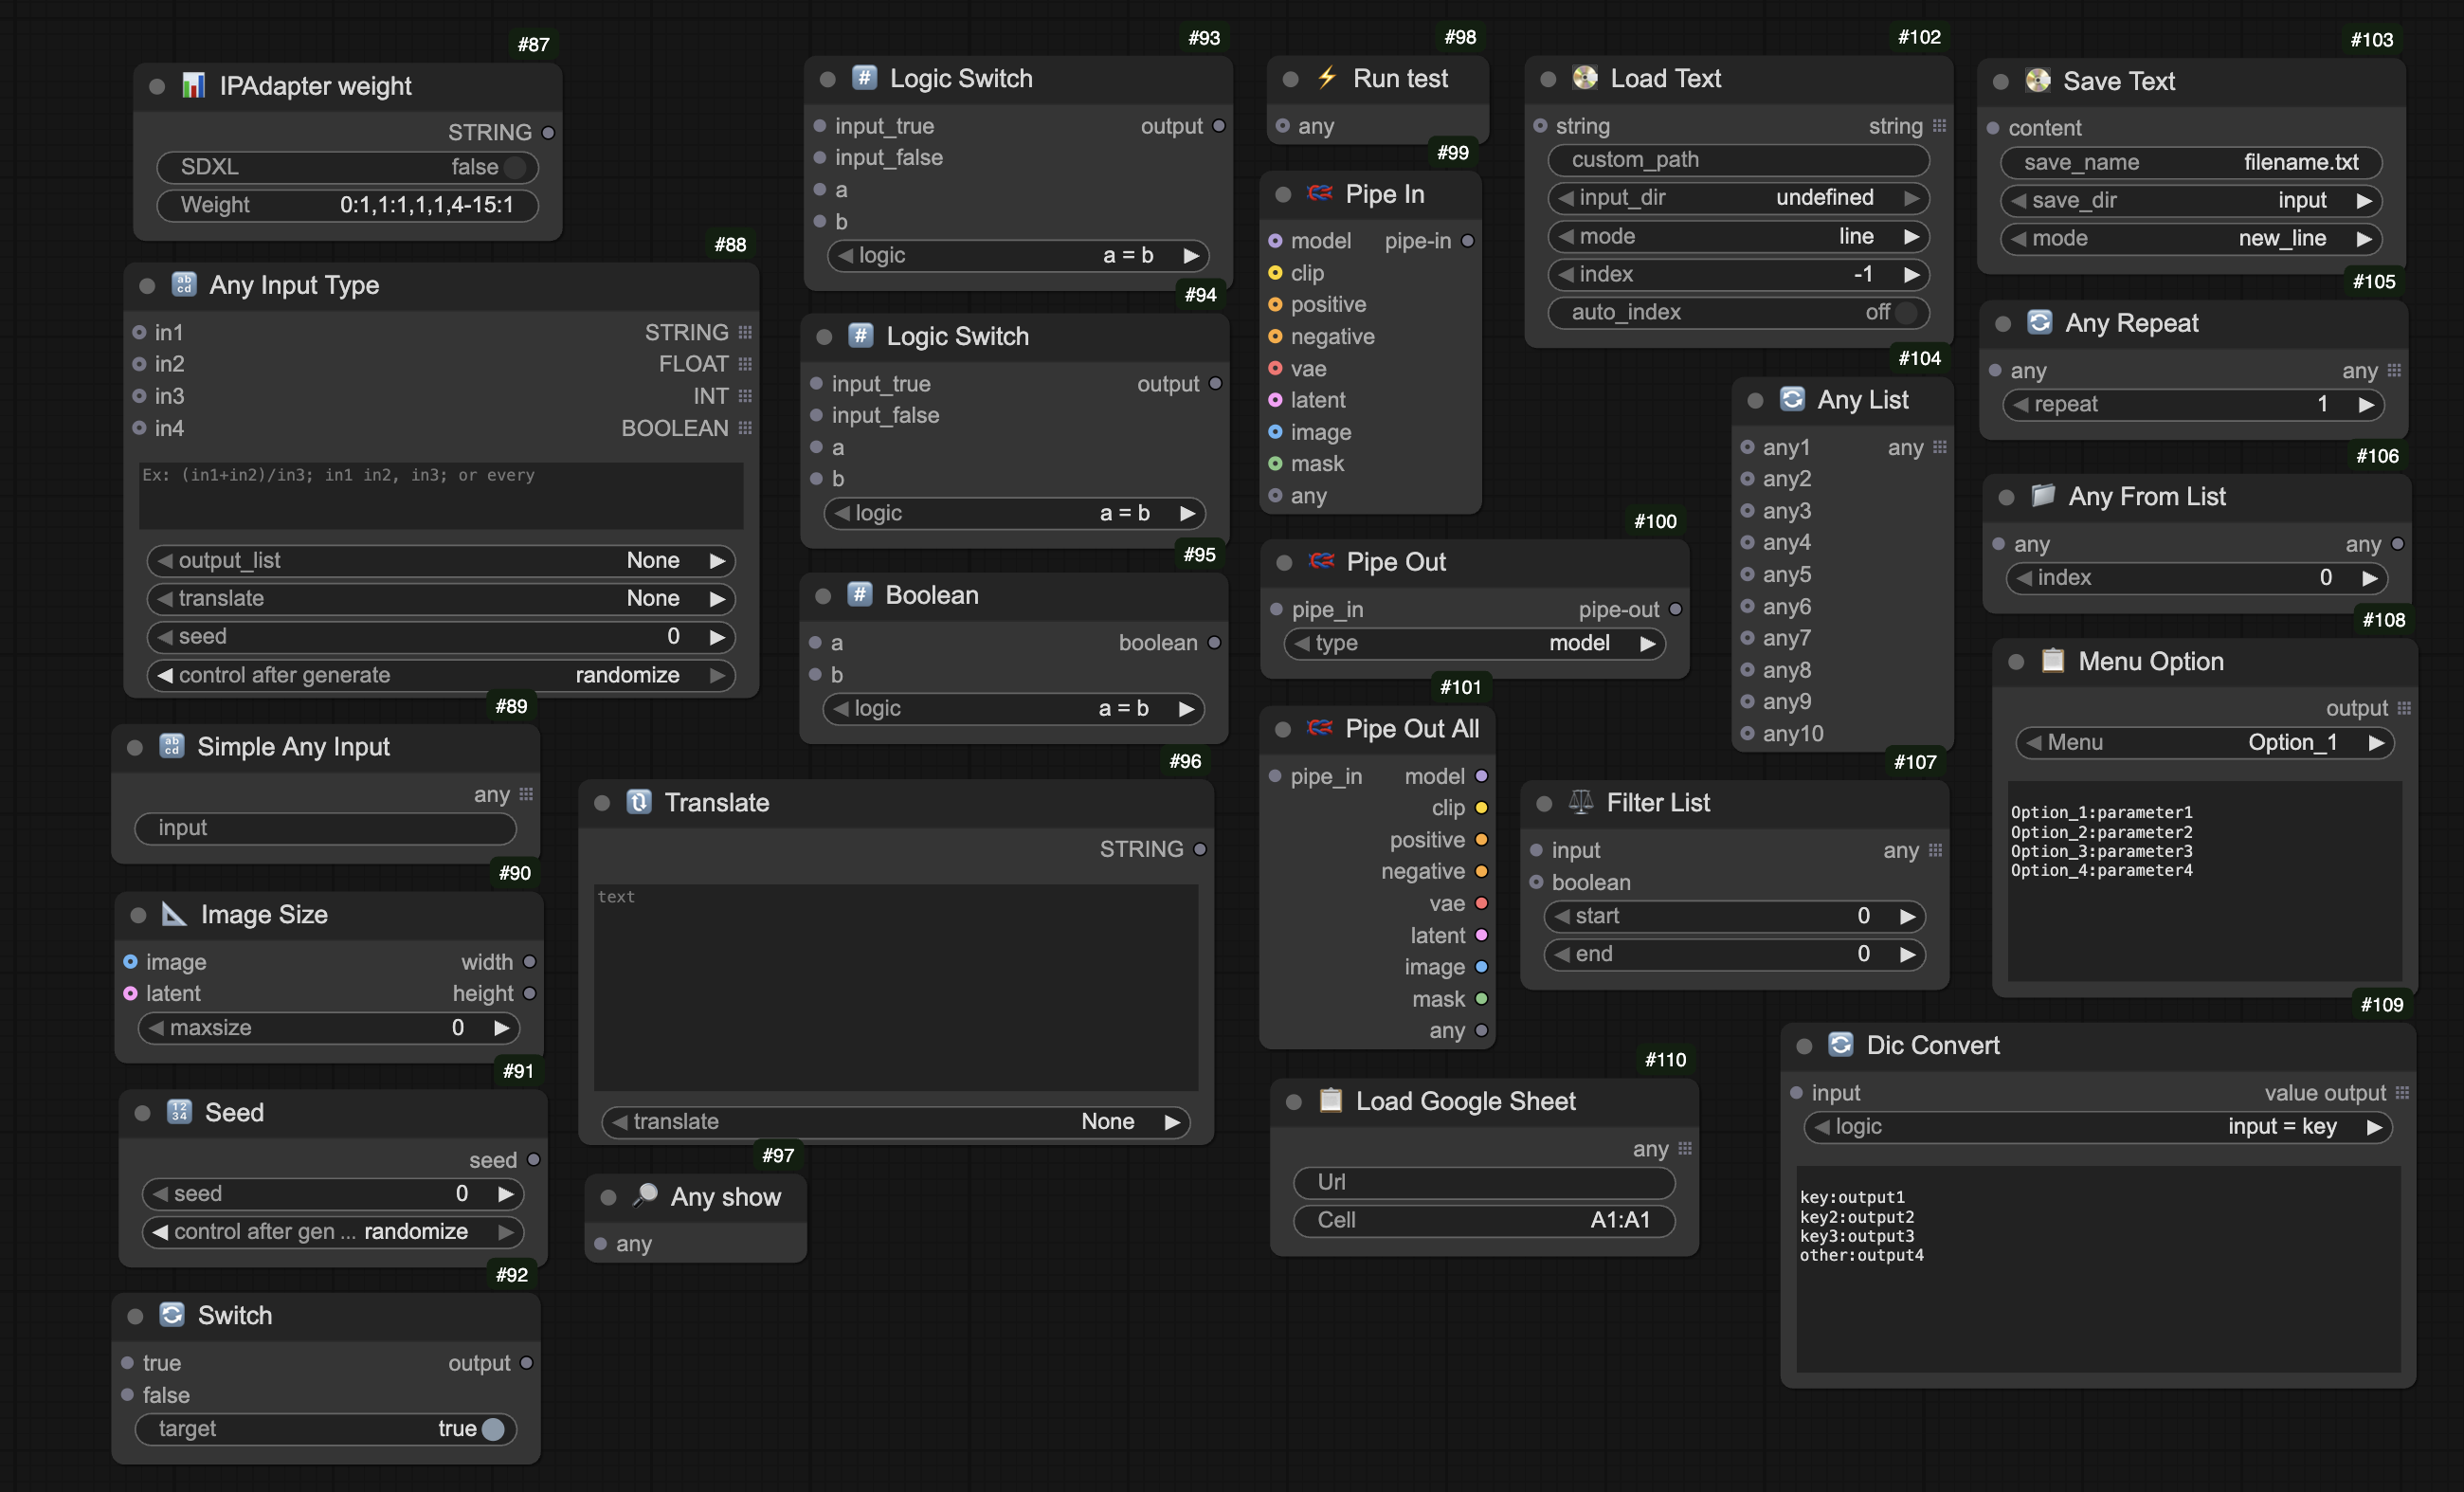 #87
📊 IPAdapter weight
STRING
SDXL false
Weight 0:1,1:1,1,1,4-15:1
#88
Any Input Type
in1 STRING
in2 FLOAT
in3 INT
in4 BOOLEAN
Ex: (in1+in2)/in3; in1 in2, in3; or every
output_list None
translate None
seed 0
control after generate randomize
#89
Simple Any Input
any
input
#90
Image Size
image width
latent height
maxsize 0
#91
Seed
seed
seed 0
control after gen ... randomize
#92
Switch
true output
false
target true
#93
Logic Switch
input_true output
input_false
a
b
logic a = b
#94
Logic Switch
input_true output
input_false
a
b
logic a = b
#95
Boolean
a boolean
b
logic a = b
#96
Translate
STRING
text
translate None
#97
Any show
any
#98
Run test
any
#99
Pipe In
model pipe-in
clip
positive
negative
vae
latent
image
mask
any
#100
Pipe Out
pipe_in pipe-out
type model
#101
Pipe Out All
pipe_in model
clip
positive
negative
vae
latent
image
mask
any
#102
Load Text
string string
custom_path
input_dir undefined
mode line
index -1
auto_index off
#103
Save Text
content
save_name filename.txt
save_dir input
mode new_line
#104
Any List
any1 any
any2
any3
any4
any5
any6
any7
any8
any9
any10
#105
Any Repeat
any any
repeat 1
#106
Any From List
any any
index 0
#107
Filter List
input any
boolean
start 0
end 0
#108
Menu Option
output
Menu Option_1
Option_1:parameter1
Option_2:parameter2
Option_3:parameter3
Option_4:parameter4
#109
Dic Convert
input value output
logic input = key
key:output1
key2:output2
key3:output3
other:output4
#110
Load Google Sheet
any
Url
Cell A1:A1